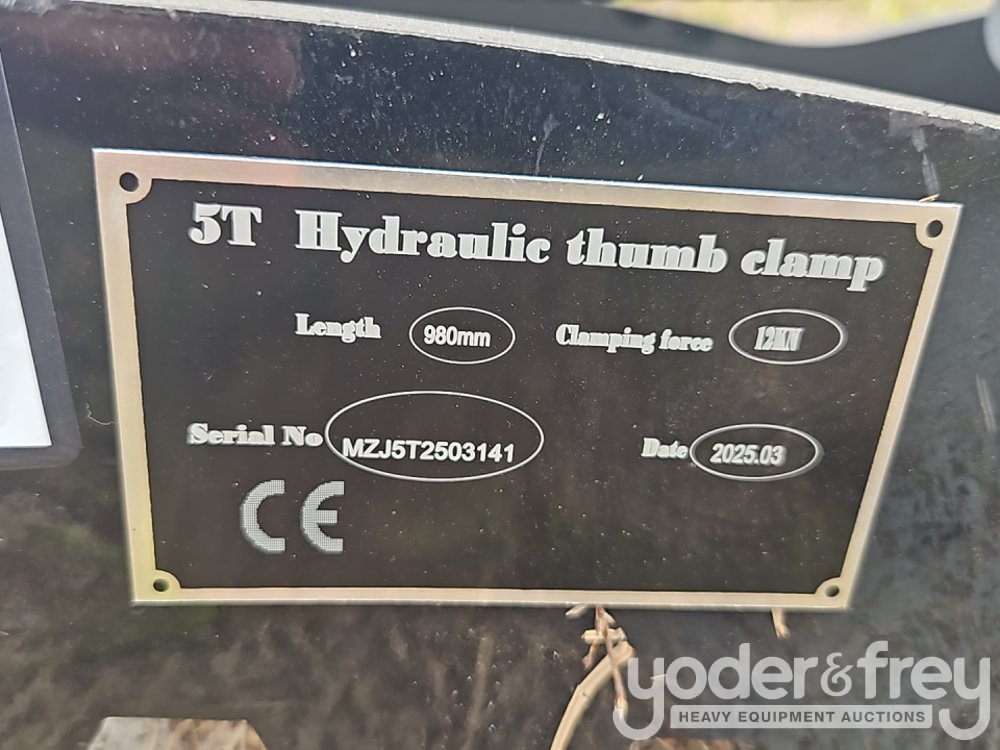 5T Hydraulic thumb clamp
Length 980mm Clamping force 12KN
Serial No MZJ5T2503141 Date 2025.03
CE
yoder&frey
HEAVY EQUIPMENT AUCTIONS